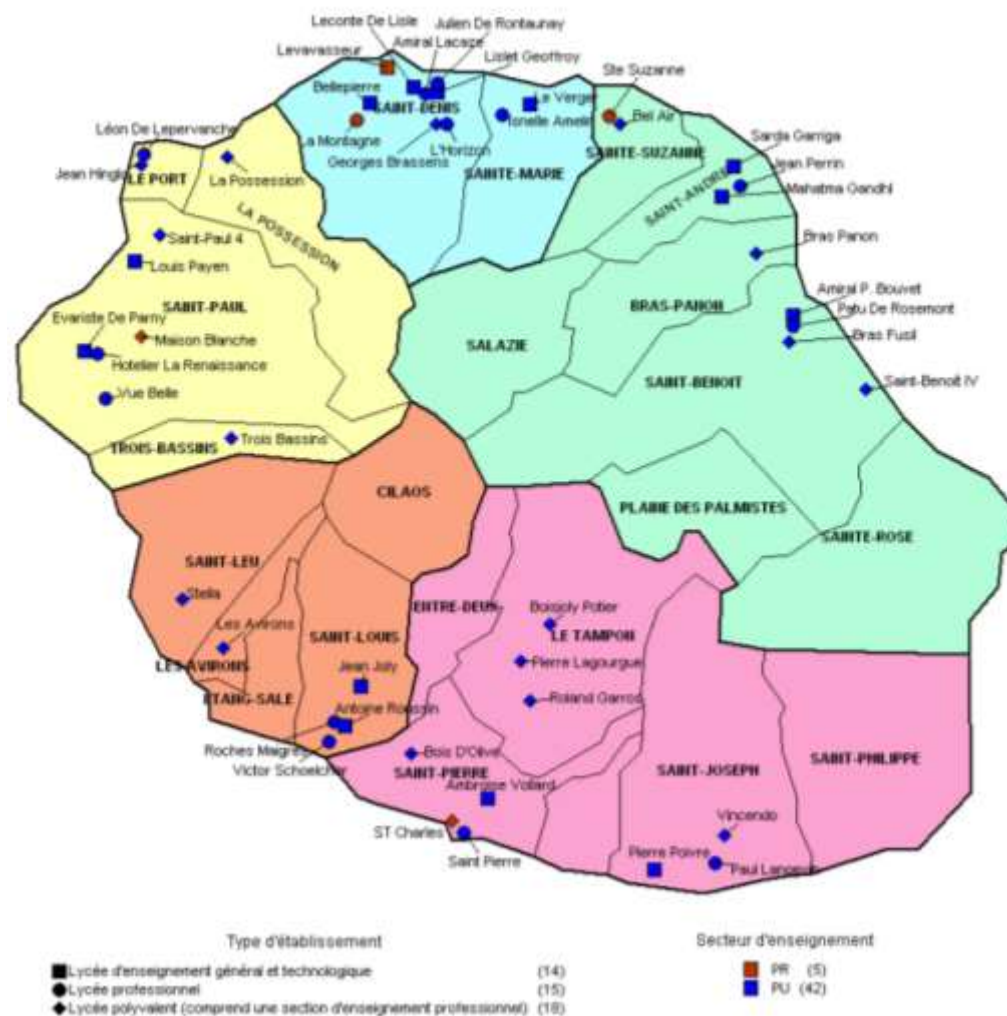 Leconte De Lisle
Julien De Rontaunay
Levavasseur
Amiral Lacaze
Lislet Geoffroy
Ste Suzanne
Bellepierre
SAINT-DENIS
Le Verger
Bel Air
Léon De Lepervanche
La Montagne
Ionelle Amelin
L'Horizon
Georges Brassens
SAINTE-SUZANNE
Sarda Garriga
Jean Hinglo
LE PORT
La Possession
SAINTE-MARIE
Jean Perrin
SAINT-ANDRE
Mahatma Gandhi
LA POSSESSION
Saint-Paul 4
Bras Panon
Louis Payen
SAINT-PAUL
Amiral P. Bouvet
BRAS-PANON
Patu De Rosemont
Evariste De Parny
Maison Blanche
SALAZIE
Bras Fusil
Hotelier La Renaissance
SAINT-BENOIT
Saint-Benoit IV
Vue Belle
TROIS-BASSINS
Trois Bassins
CILAOS
PLAINE DES PALMISTES
SAINTE-ROSE
SAINT-LEU
Stella
ENTRE-DEUX
Boisjoly Potier
Les Avirons
SAINT-LOUIS
LE TAMPON
LES AVIRONS
Jean Joly
Pierre Lagourgue
ETANG-SALE
Antoine Roussin
Roland Garros
Roches Maigres
Bois D'Olive
Victor Schoelcher
SAINT-PIERRE
SAINT-JOSEPH
SAINT-PHILIPPE
Ambroise Vollard
Vincendo
ST Charles
Saint Pierre
Pierre Poivre
Paul Langevin
Type d'établissement
Lycée d'enseignement général et technologique (14)
Lycée professionnel (15)
Lycée polyvalent (comprend une section d'enseignement professionnel) (18)
Secteur d'enseignement
PR (5)
PU (42)